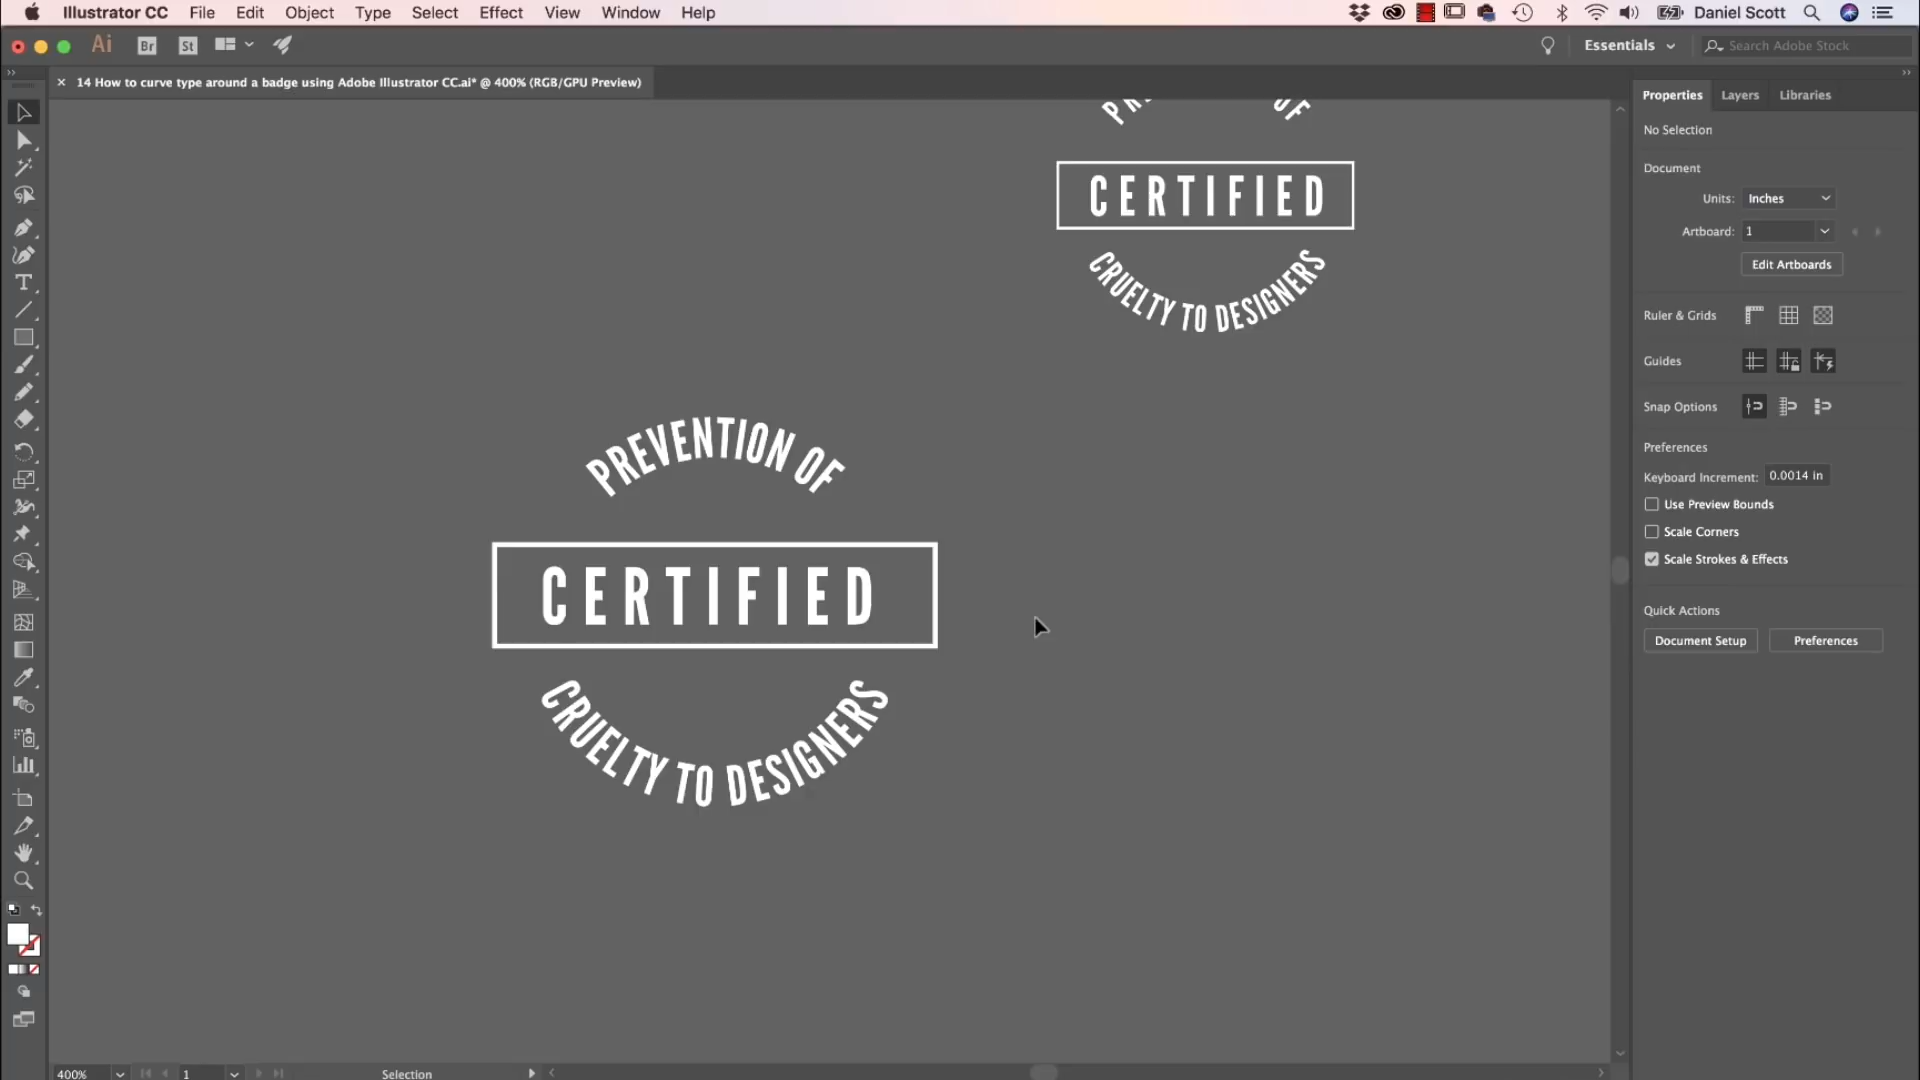 Illustrator CC File Edit Object Type Select Effect View Window Help Daniel Scott
Ai Br St Essentials Search Adobe Stock
14 How to curve type around a badge using Adobe Illustrator CC.ai* @ 400% (RGB/GPU Preview)
Properties Layers Libraries
No Selection
Document
Units: Inches
Artboard: 1
Edit Artboards
Ruler & Grids
Guides
Snap Options
Preferences
Keyboard Increment: 0.0014 in
Use Preview Bounds
Scale Corners
Scale Strokes & Effects
Quick Actions
Document Setup Preferences
OF
CERTIFIED
CRUELTY TO DESIGNERS
PREVENTION OF
CERTIFIED
CRUELTY TO DESIGNERS
400% 1 Selection